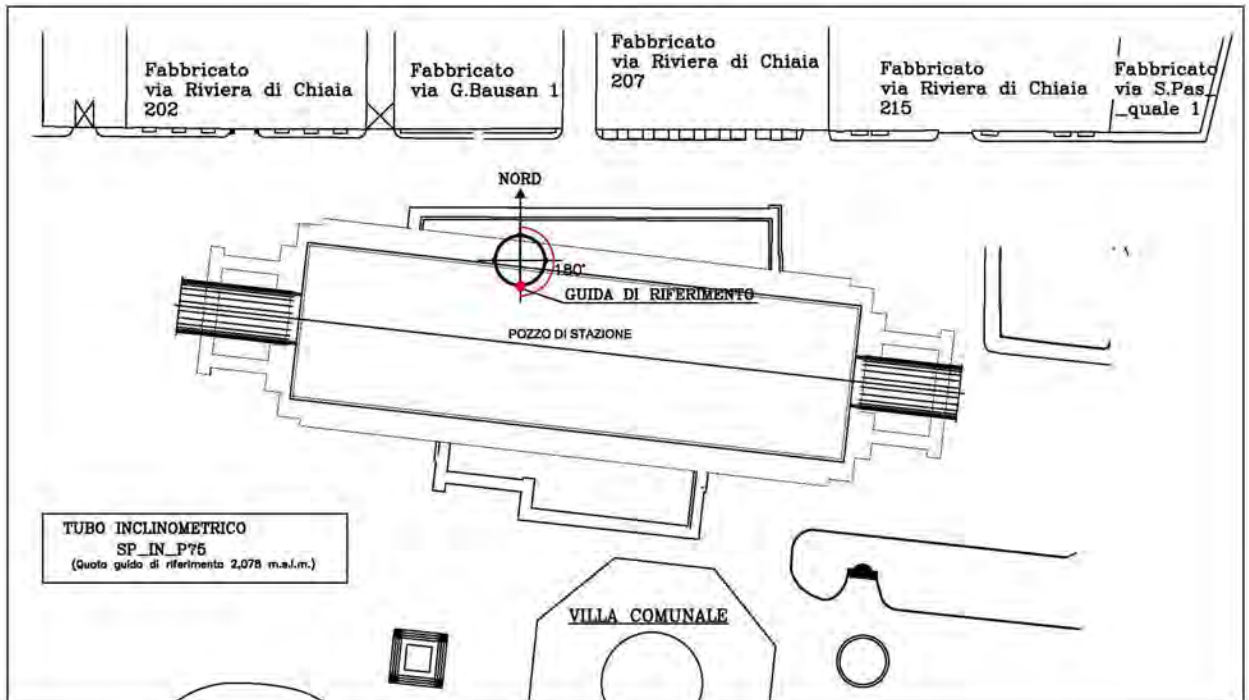 Fabbricato
via Riviera di Chiaia
202
Fabbricato
via G.Bausan 1
Fabbricato
via Riviera di Chiaia
207
Fabbricato
via Riviera di Chiaia
215
Fabbricato
via S.Pas_
_quale 1
NORD
180°
GUIDA DI RIFERIMENTO
POZZO DI STAZIONE
TUBO INCLINOMETRICO
SP_IN_P75
(Quota guida di riferimento 2,078 m.s.l.m.)
VILLA COMUNALE